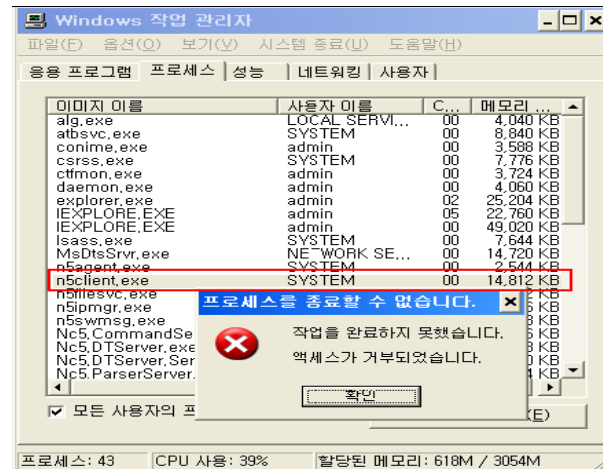 Windows 작업 관리자
파일(F) 옵션(O) 보기(V) 시스템 종료(U) 도움말(H)
응용 프로그램 프로세스 성능 네트워킹 사용자
이미지 이름 사용자 이름 C... 메모리 ...
alg.exe LOCAL SERVI... 00 4,040 KB
atbsvc.exe SYSTEM 00 8,840 KB
conime.exe admin 00 3,588 KB
csrss.exe SYSTEM 00 7,776 KB
ctfmon.exe admin 00 3,724 KB
daemon.exe admin 00 4,060 KB
explorer.exe admin 02 25,204 KB
IEXPLORE.EXE admin 05 22,760 KB
IEXPLORE.EXE admin 00 49,020 KB
lsass.exe SYSTEM 00 7,644 KB
MsDtsSrvr.exe NETWORK SE... 00 14,720 KB
n5agent.exe SYSTEM 00 2,544 KB
n5client.exe SYSTEM 00 14,812 KB
n5filesvc.exe
프로세스를 종료할 수 없습니다.
n5ipmgr.exe
n5swmsg.exe
작업을 완료하지 못했습니다.
Nc5.CommandSe
Nc5.DTServer.exe
액세스가 거부되었습니다.
Nc5.DTServer.Ser
Nc5.ParserServer.
확인
모든 사용자의 프
(E)
프로세스: 43 CPU 사용: 39% 할당된 메모리: 618M / 3054M